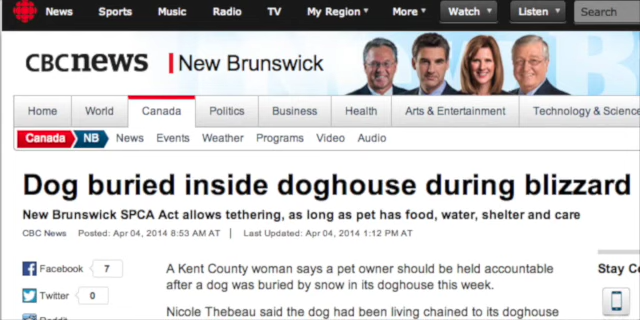 News Sports Music Radio TV My Region More Watch Listen Search
CBCnews New Brunswick
Home World Canada Politics Business Health Arts & Entertainment Technology & Science
Canada NB News Events Weather Programs Video Audio
Dog buried inside doghouse during blizzard
New Brunswick SPCA Act allows tethering, as long as pet has food, water, shelter and care
CBC News Posted: Apr 04, 2014 8:53 AM AT | Last Updated: Apr 04, 2014 1:12 PM AT
Facebook 7
Twitter 0
Reddit
A Kent County woman says a pet owner should be held accountable
after a dog was buried by snow in its doghouse this week.
Nicole Thebeau said the dog had been living chained to its doghouse
Stay Co